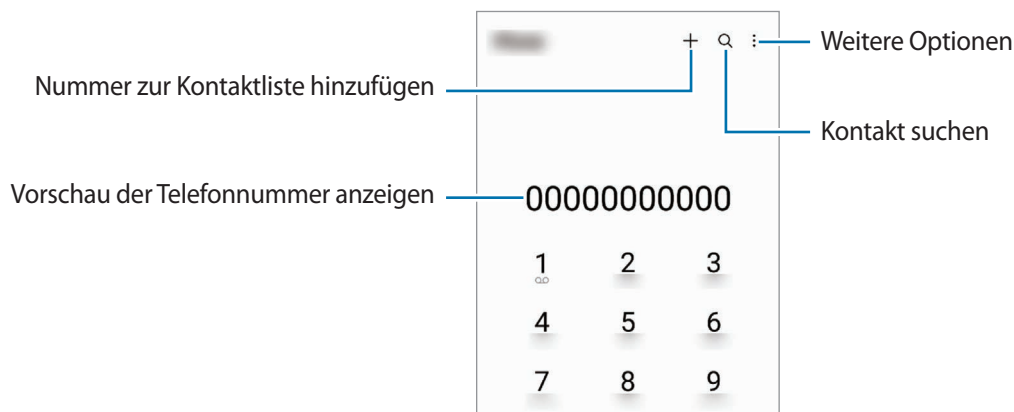 Weitere Optionen
Nummer zur Kontaktliste hinzufügen
Kontakt suchen
Vorschau der Telefonnummer anzeigen
00000000000
1 2 3
4 5 6
7 8 9